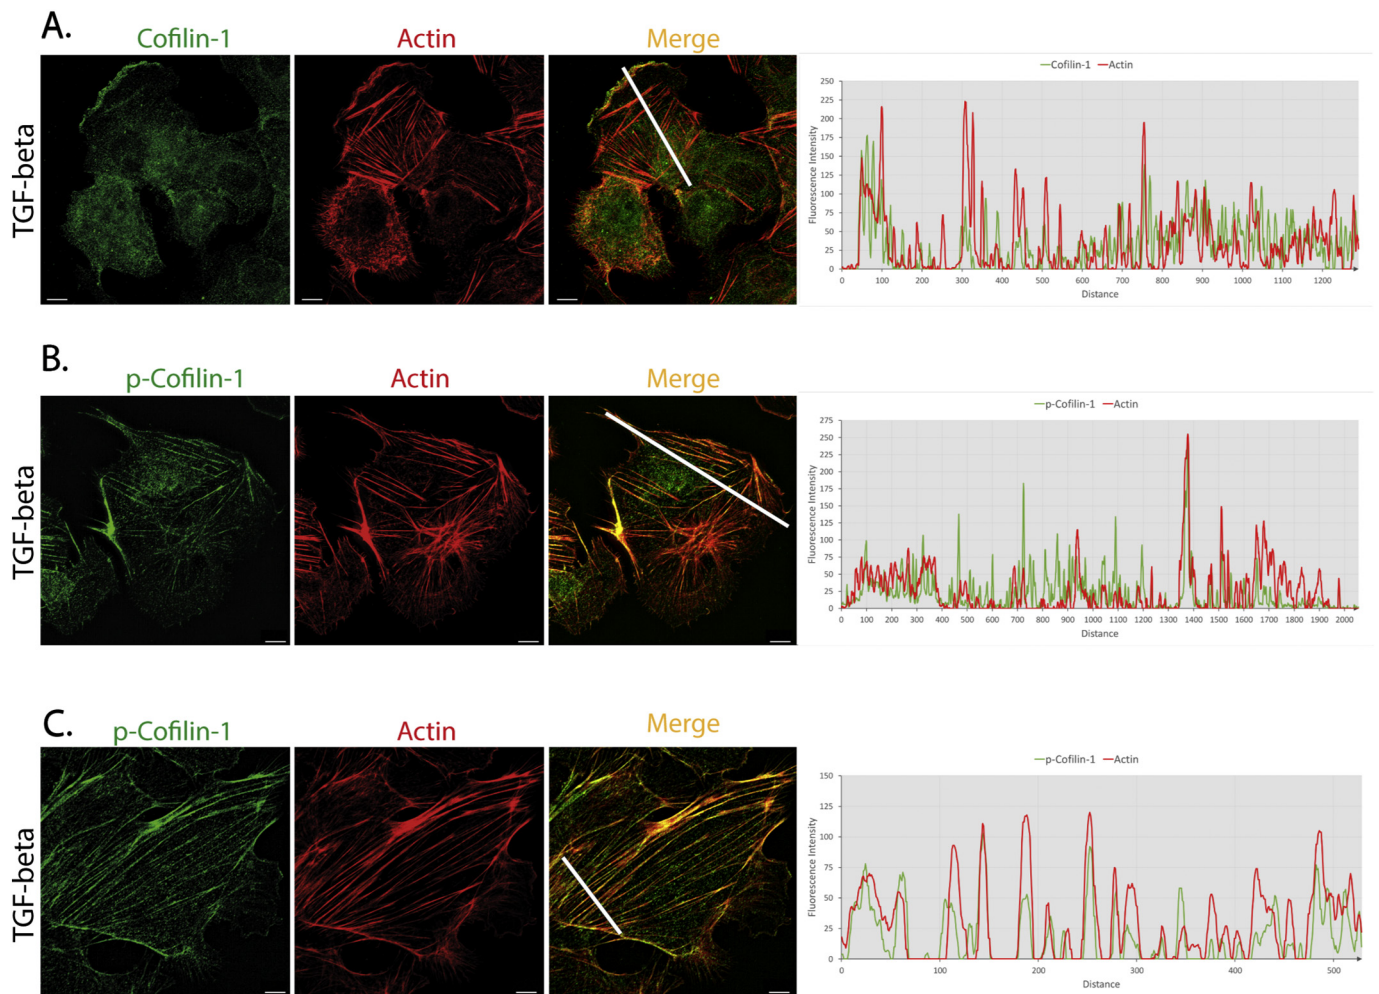 A.
Cofilin-1 Actin Merge
TGF-beta
Cofilin-1 Actin
Fluorescence Intensity
250
225
200
175
150
125
100
75
50
25
0
0 100 200 300 400 500 600 700 800 900 1000 1100 1200
Distance
B.
p-Cofilin-1 Actin Merge
TGF-beta
p-Cofilin-1 Actin
Fluorescence Intensity
275
250
225
200
175
150
125
100
75
50
25
0
0 100 200 300 400 500 600 700 800 900 1000 1100 1200 1300 1400 1500 1600 1700 1800 1900 2000
Distance
C.
p-Cofilin-1 Actin Merge
TGF-beta
p-Cofilin-1 Actin
Fluorescence Intensity
150
125
100
75
50
25
0
0 100 200 300 400 500
Distance